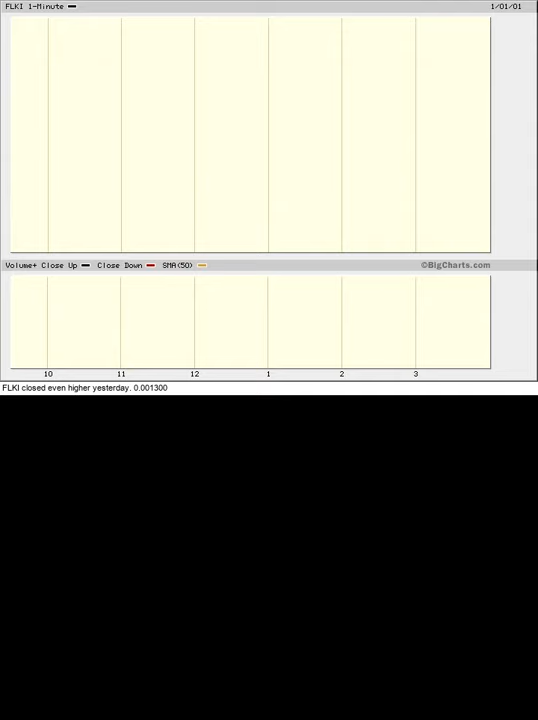 FLKI 1-Minute 1/01/01
Volume+ Close Up Close Down SMA(50) ©BigCharts.com
10 11 12 1 2 3
FLKI closed even higher yesterday. 0.001300